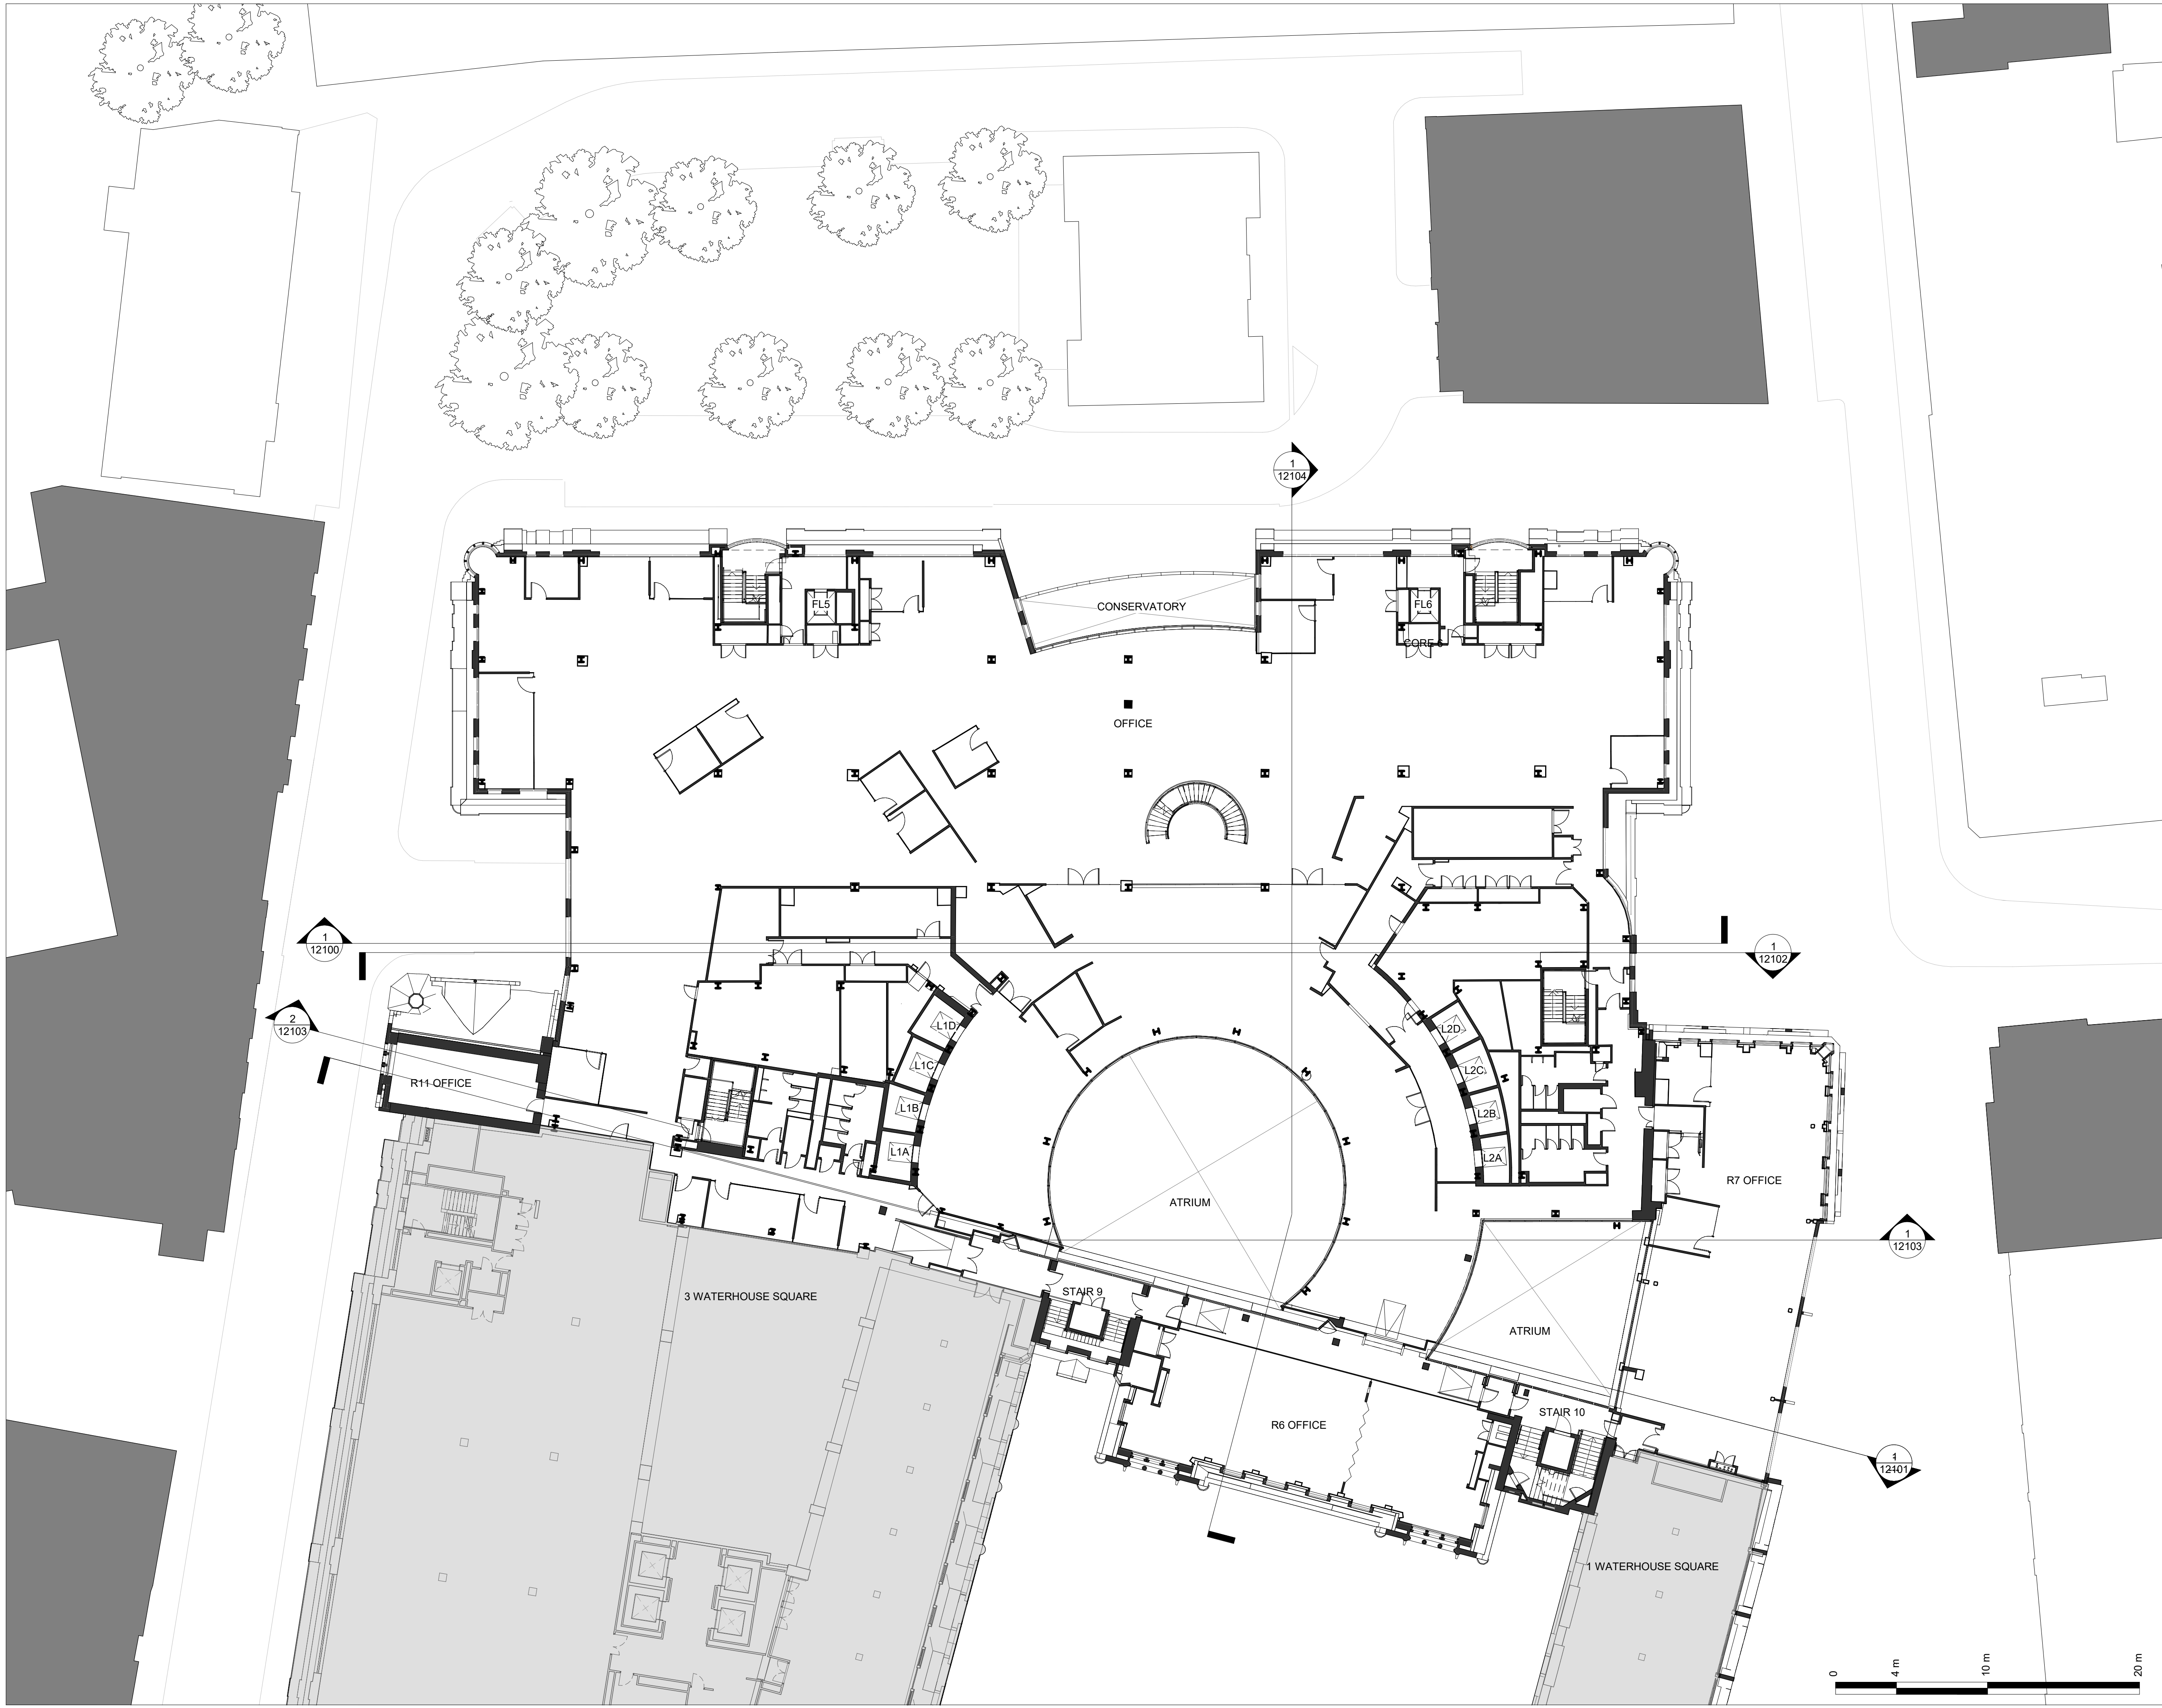 1
12104
FL5
FL6
CONSERVATORY
CORE 6
OFFICE
1
12100
1
12102
2
12103
L1D
L2D
L1C
L2C
R11 OFFICE
L1B
L2B
L1A
L2A
R7 OFFICE
ATRIUM
1
12103
STAIR 9
3 WATERHOUSE SQUARE
ATRIUM
STAIR 10
R6 OFFICE
1
12101
1 WATERHOUSE SQUARE
0
4 m
10 m
20 m